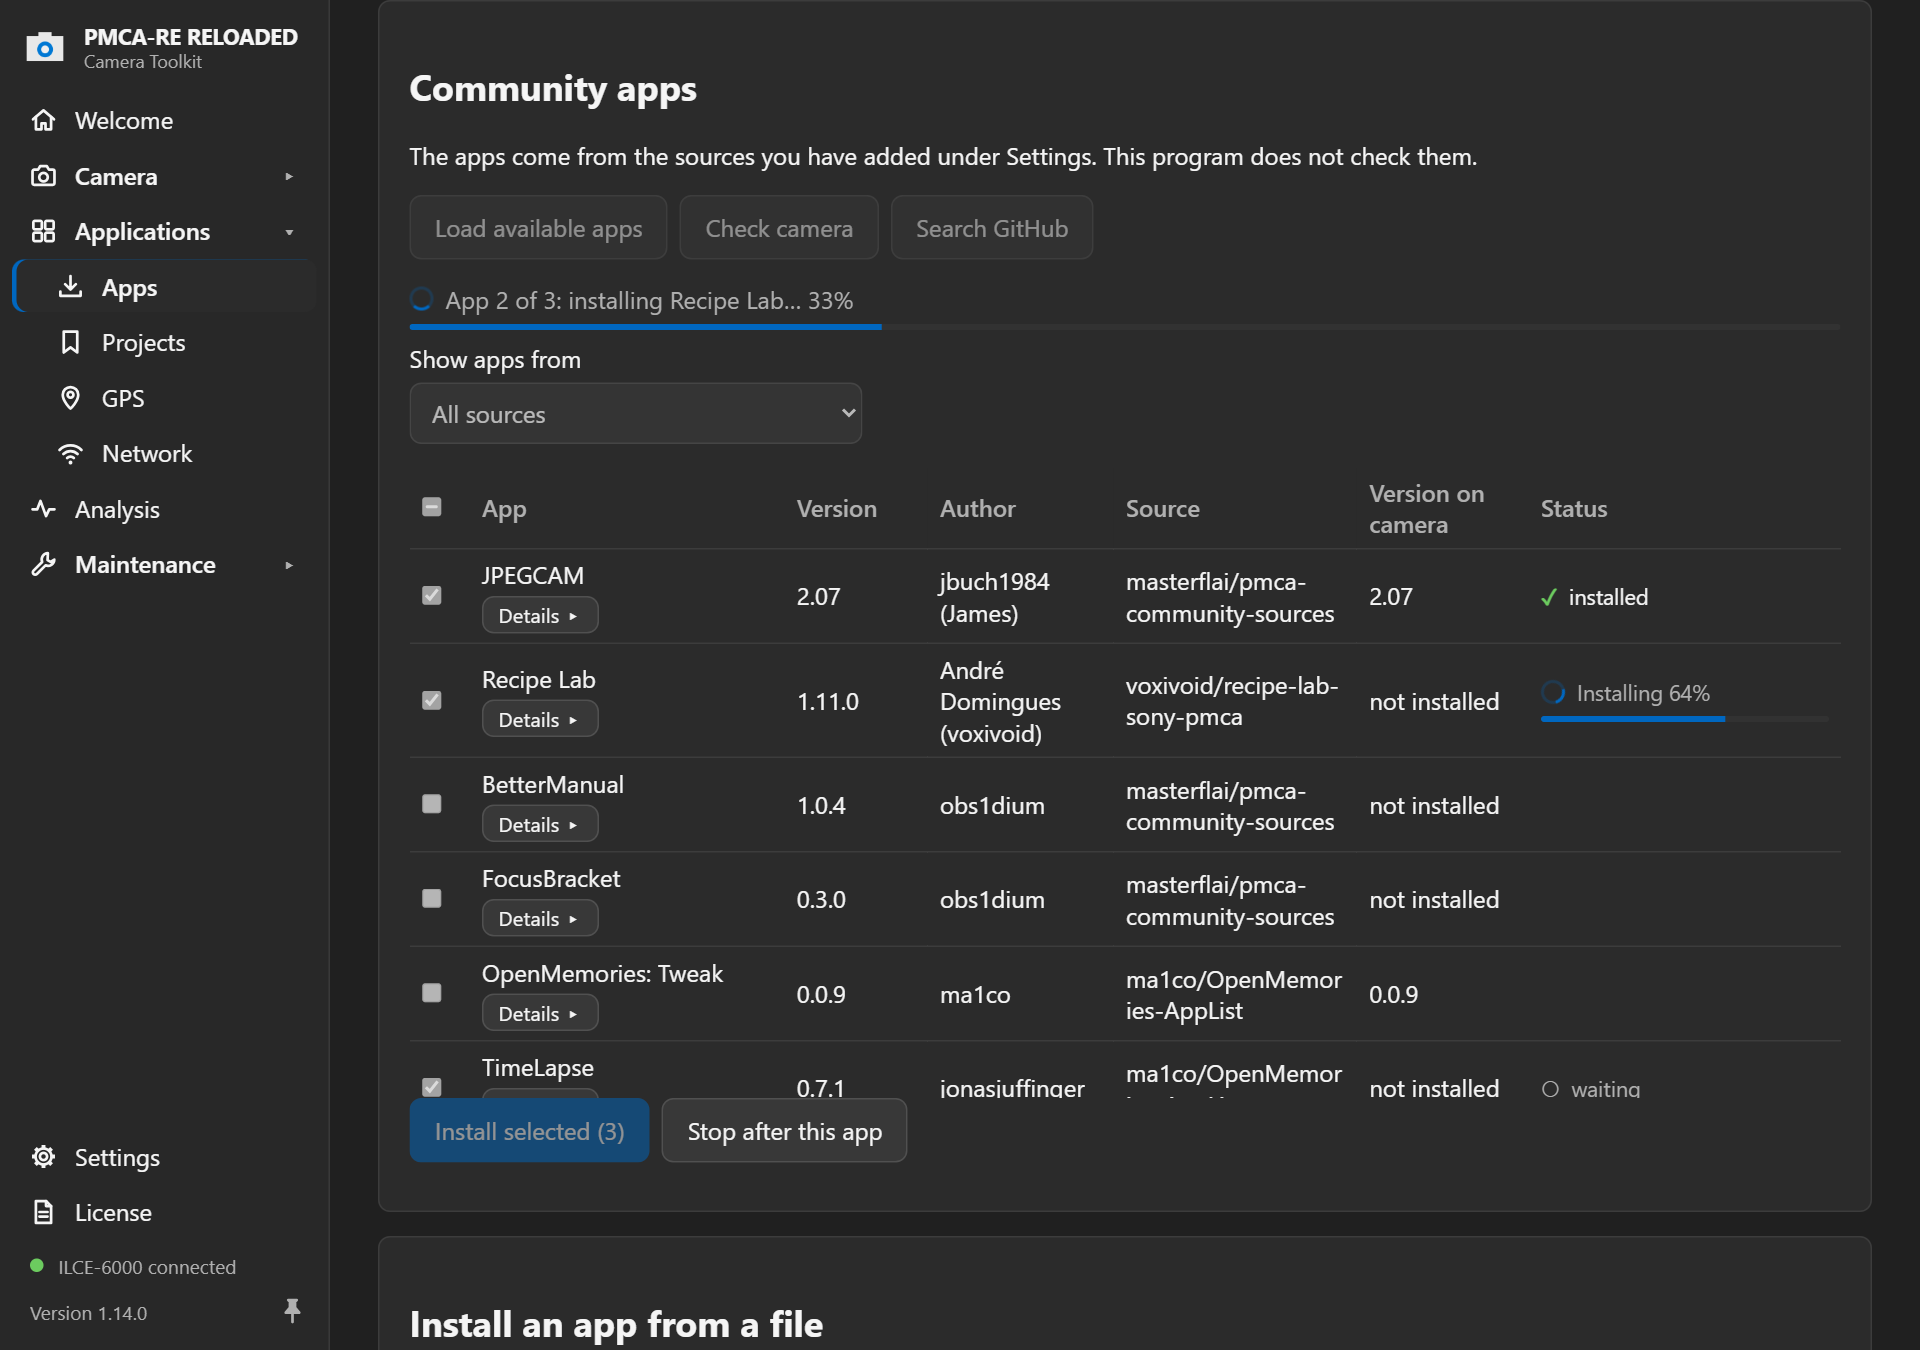 PMCA-RE RELOADED
Camera Toolkit
Welcome
Camera
Applications
Apps
Projects
GPS
Network
Analysis
Maintenance
Settings
License
ILCE-6000 connected
Version 1.14.0
Community apps
The apps come from the sources you have added under Settings. This program does not check them.
Load available apps
Check camera
Search GitHub
App 2 of 3: installing Recipe Lab... 33%
Show apps from
All sources
App Version Author Source Version on camera Status
JPEGCAM
Details
2.07
jbuch1984
(James)
masterflai/pmca-
community-sources
2.07
✓ installed
Recipe Lab
Details
1.11.0
André
Domingues
(voxivoid)
voxivoid/recipe-lab-
sony-pmca
not installed
Installing 64%
BetterManual
Details
1.0.4
obs1dium
masterflai/pmca-
community-sources
not installed
FocusBracket
Details
0.3.0
obs1dium
masterflai/pmca-
community-sources
not installed
OpenMemories: Tweak
Details
0.0.9
ma1co
ma1co/OpenMemor
ies-AppList
0.0.9
TimeLapse
0.7.1
jonasjuffinger
ma1co/OpenMemor
not installed
waiting
Install selected (3)
Stop after this app
Install an app from a file